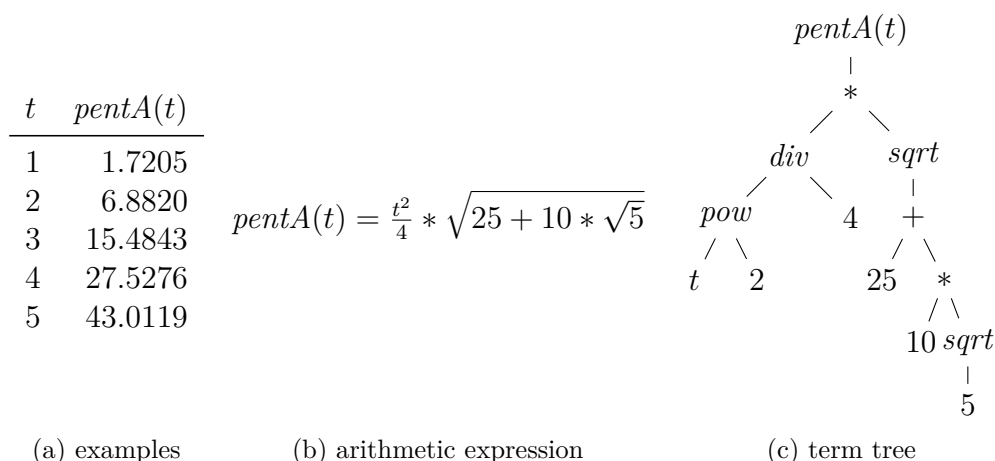 t pentA(t)
1 1.7205
2 6.8820
3 15.4843
4 27.5276
5 43.0119
(a) examples
pentA(t) = t²/4 * √(25 + 10 * √5)
(b) arithmetic expression
pentA(t)
*
div sqrt
pow 4 +
t 2 25 *
10 sqrt
5
(c) term tree